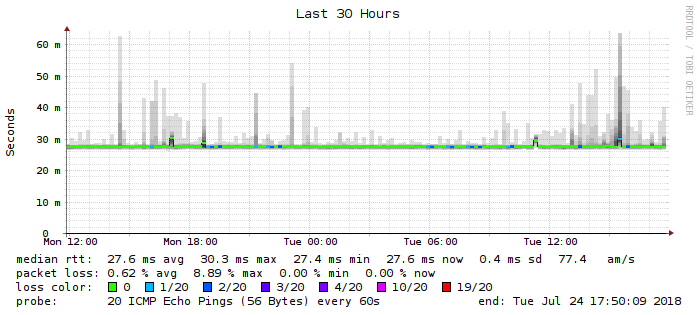 Last 30 Hours
RRDTOOL / TOBI OETIKER
Seconds
60 m
50 m
40 m
30 m
20 m
10 m
0
Mon 12:00 Mon 18:00 Tue 00:00 Tue 06:00 Tue 12:00
median rtt: 27.6 ms avg 30.3 ms max 27.4 ms min 27.6 ms now 0.4 ms sd 77.4 am/s
packet loss: 0.62 % avg 8.89 % max 0.00 % min 0.00 % now
loss color: 0 1/20 2/20 3/20 4/20 10/20 19/20
probe: 20 ICMP Echo Pings (56 Bytes) every 60s end: Tue Jul 24 17:50:09 2018